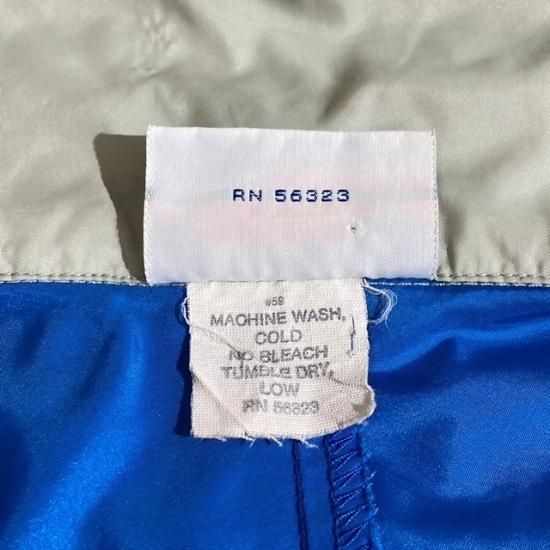 RN 56323
#59
MACHINE WASH,
COLD
NO BLEACH
TUMBLE DRY,
LOW
RN 56323